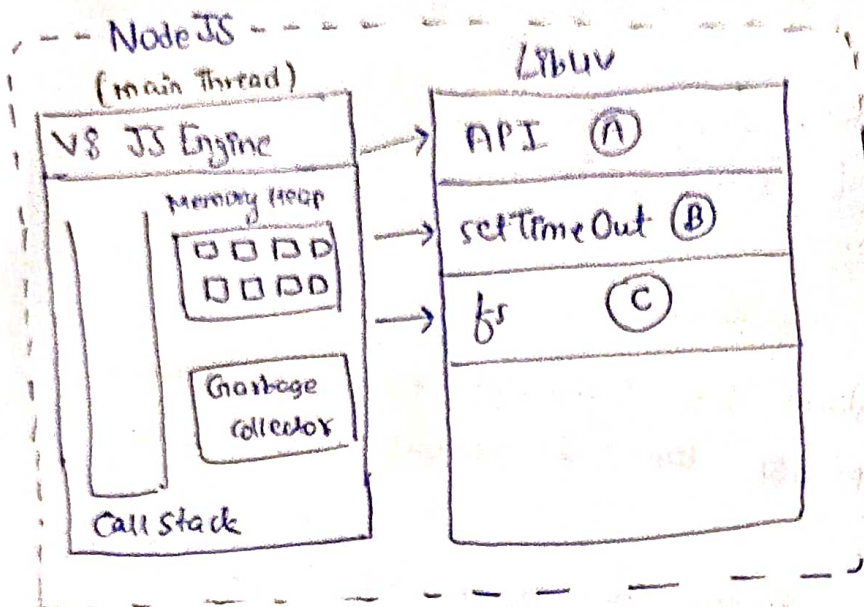 NodeJS
(main Thread)
V8 JS Engine
Memory Heap
Garbage
collector
Call stack
Libuv
API A
setTimeOut B
fs C